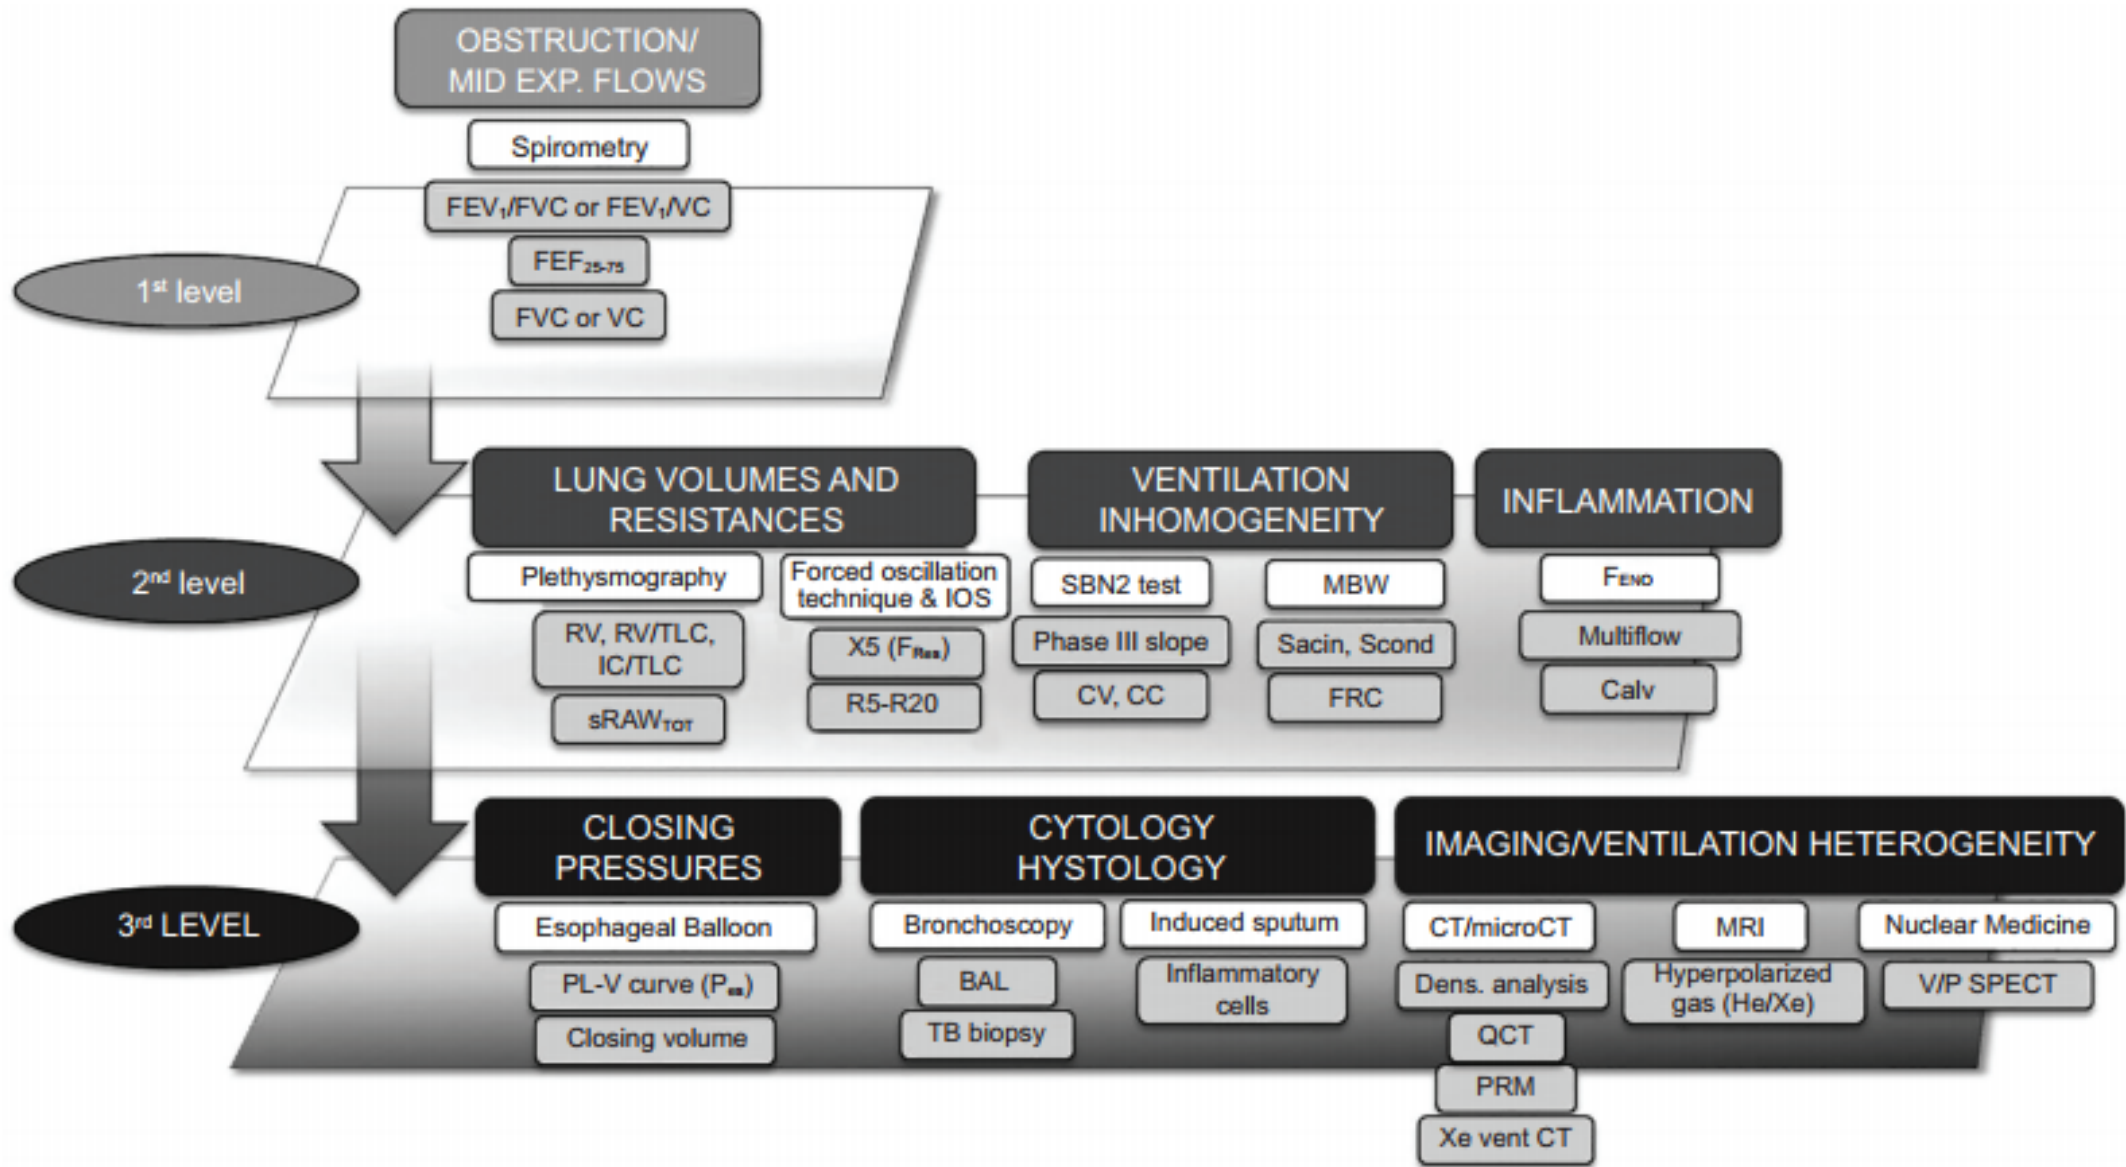 OBSTRUCTION/
MID EXP. FLOWS
Spirometry
FEV₁/FVC or FEV₁/VC
FEF₂₅₋₇₅
FVC or VC
1st level
LUNG VOLUMES AND
RESISTANCES
VENTILATION
INHOMOGENEITY
INFLAMMATION
2nd level
Plethysmography
RV, RV/TLC,
IC/TLC
sRAWTOT
Forced oscillation
technique & IOS
X5 (FRes)
R5-R20
SBN2 test
Phase III slope
CV, CC
MBW
Sacin, Scond
FRC
FENO
Multiflow
Calv
CLOSING
PRESSURES
CYTOLOGY
HYSTOLOGY
IMAGING/VENTILATION HETEROGENEITY
3rd LEVEL
Esophageal Balloon
PL-V curve (Pes)
Closing volume
Bronchoscopy
BAL
TB biopsy
Induced sputum
Inflammatory
cells
CT/microCT
Dens. analysis
QCT
PRM
Xe vent CT
MRI
Hyperpolarized
gas (He/Xe)
Nuclear Medicine
V/P SPECT